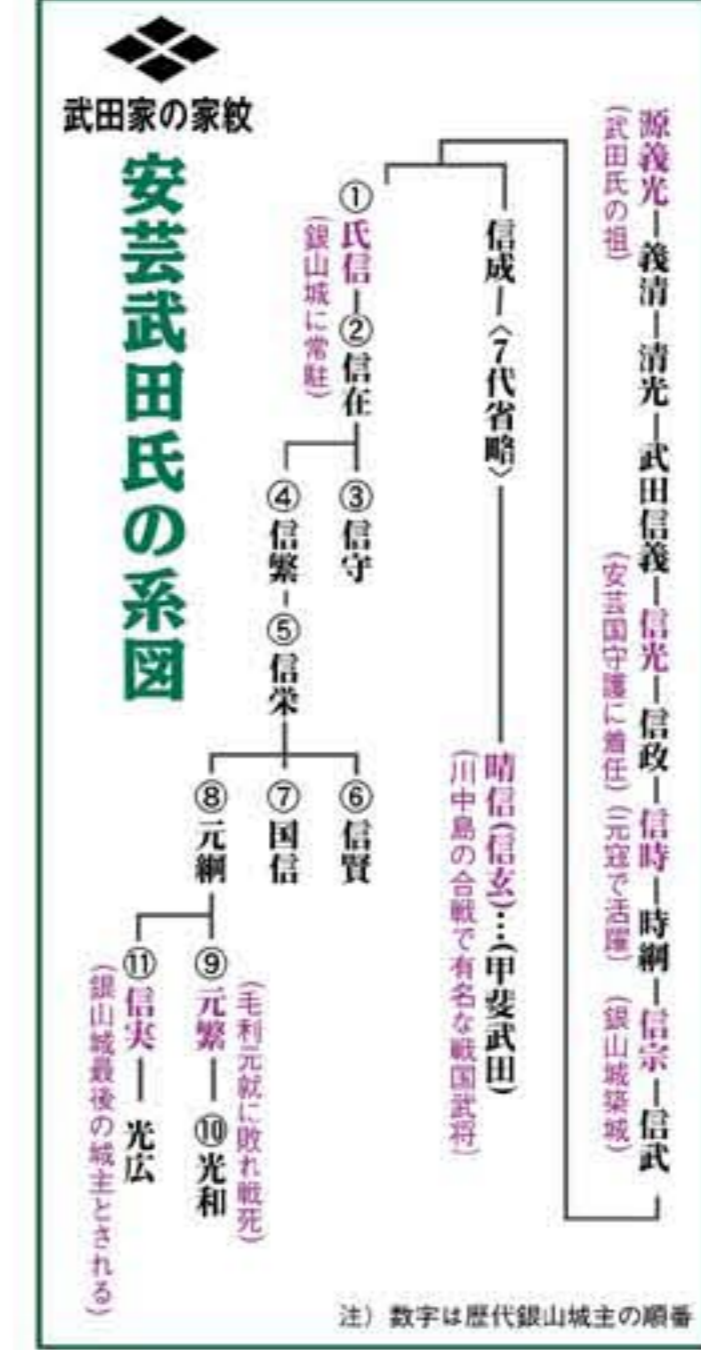 武田家の家紋
安芸武田氏の系図
源義光―義清―清光―武田信義―信光―信政―信時―時綱―信宗―信武
(武田氏の祖)
(安芸国守護に着任)
(元寇で活躍)
(銀山城築城)
信成―〈7代省略〉―晴信(信玄)…(甲斐武田)
(川中島の合戦で有名な戦国武将)
①氏信―②信在
(銀山城に常駐)
③信守
④信繁-⑤信栄
⑥信賢
⑦国信
⑧元綱
⑨元繁―⑩光和
(毛利元就に敗れ戦死)
⑪信実―光広
(銀山城最後の城主とされる)
注)数字は歴代銀山城主の順番